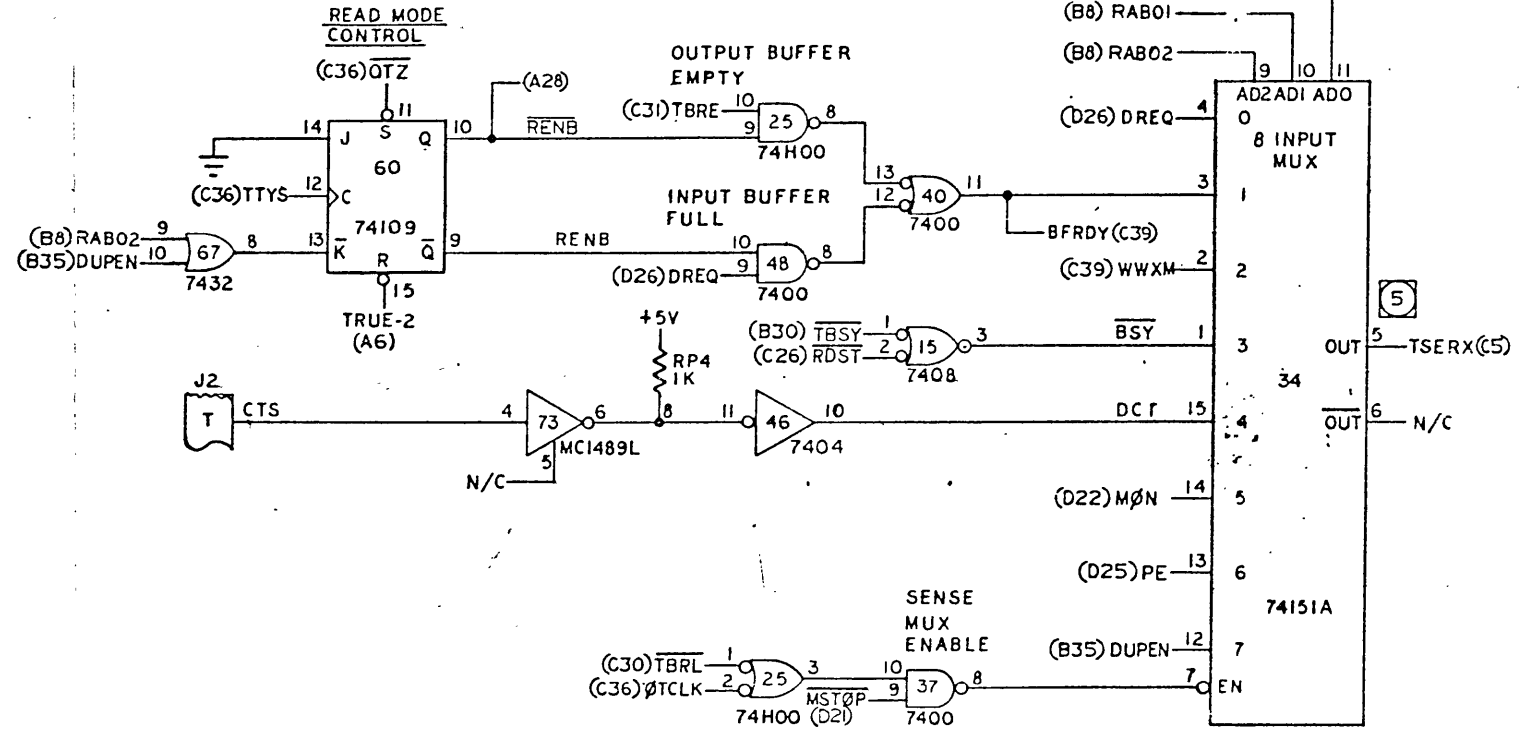 READ MODE
CONTROL
(C36) QTZ
11
14 J S Q 10
60
(C36) TTYS 12 C
74109
(B8) RAB02 9
(B35) DUPEN 10
67 8
7432
13 K R Q 9
15
TRUE-2
(A6)
(A28)
RENB
RENB
OUTPUT BUFFER
EMPTY
(C31) TBRE 10
9
25 8
74H00
INPUT BUFFER
FULL
10
(D26) DREQ 9
48 8
7400
13
12
40 11
7400
BFRDY (C39)
(B8) RAB01
(B8) RAB02
9 10 11
AD2 AD1 AD0
(D26) DREQ 4 0
8 INPUT
MUX
3 1
(C39) WWXM 2 2
(B30) TBSY 1
(C26) RDST 2
15 3
7408
BSY 1 3
5
OUT 5 TSERX (C5)
34
OUT 6 N/C
+5V
RP4
1K
J2
T CTS
4 73 6
5 MC1489L
N/C
8 11 46 10
7404
15 4
(D22) MØN 14 5
(D25) PE 13 6
74151A
(B35) DUPEN 12 7
7 EN
SENSE
MUX
ENABLE
(C30) TBRL 1
(C36) ØTCLK 2
25 3
74H00
10
9
MSTØP
(D21)
37 8
7400